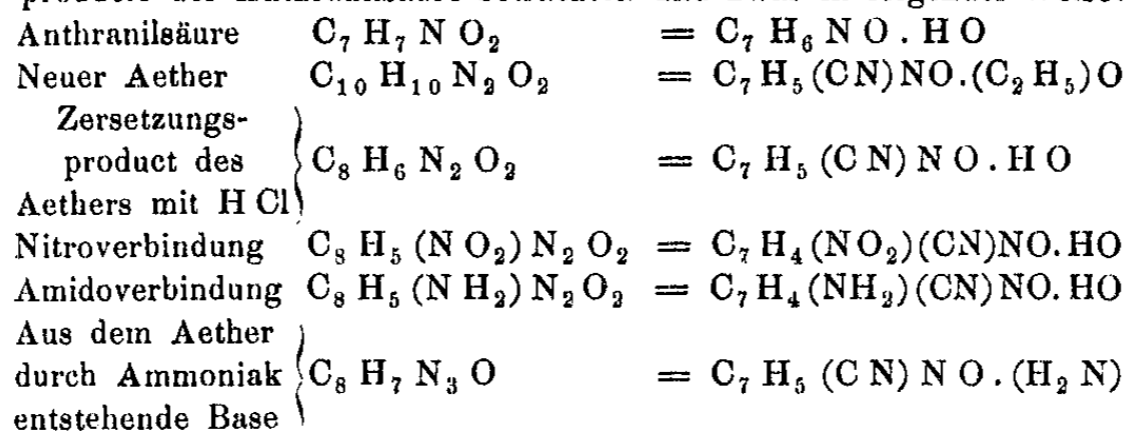 Anthranilsäure C₇ H₇ N O₂ = C₇ H₆ N O . H O
Neuer Aether C₁₀ H₁₀ N₂ O₂ = C₇ H₅ (CN) NO.(C₂ H₅) O
Zersetzungs-
product des C₈ H₆ N₂ O₂ = C₇ H₅ (C N) N O . H O
Aethers mit H Cl
Nitroverbindung C₈ H₅ (N O₂) N₂ O₂ = C₇ H₄ (NO₂) (CN) NO. HO
Amidoverbindung C₈ H₅ (N H₂) N₂ O₂ = C₇ H₄ (NH₂) (CN) NO. HO
Aus dem Aether
durch Ammoniak C₈ H₇ N₃ O = C₇ H₅ (C N) N O . (H₂ N)
entstehende Base